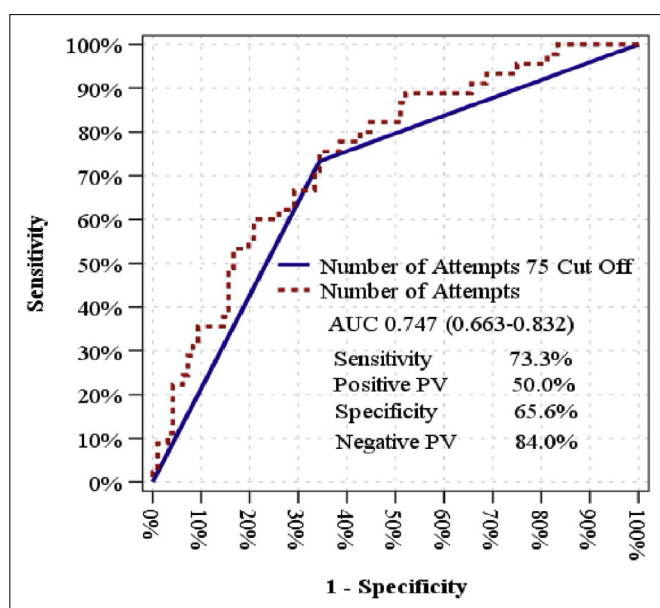 100%
90%
80%
70%
60%
50%
40%
30%
20%
10%
0%
Sensitivity
Number of Attempts 75 Cut Off
Number of Attempts
AUC 0.747 (0.663-0.832)
Sensitivity 73.3%
Positive PV 50.0%
Specificity 65.6%
Negative PV 84.0%
0% 10% 20% 30% 40% 50% 60% 70% 80% 90% 100%
1 - Specificity